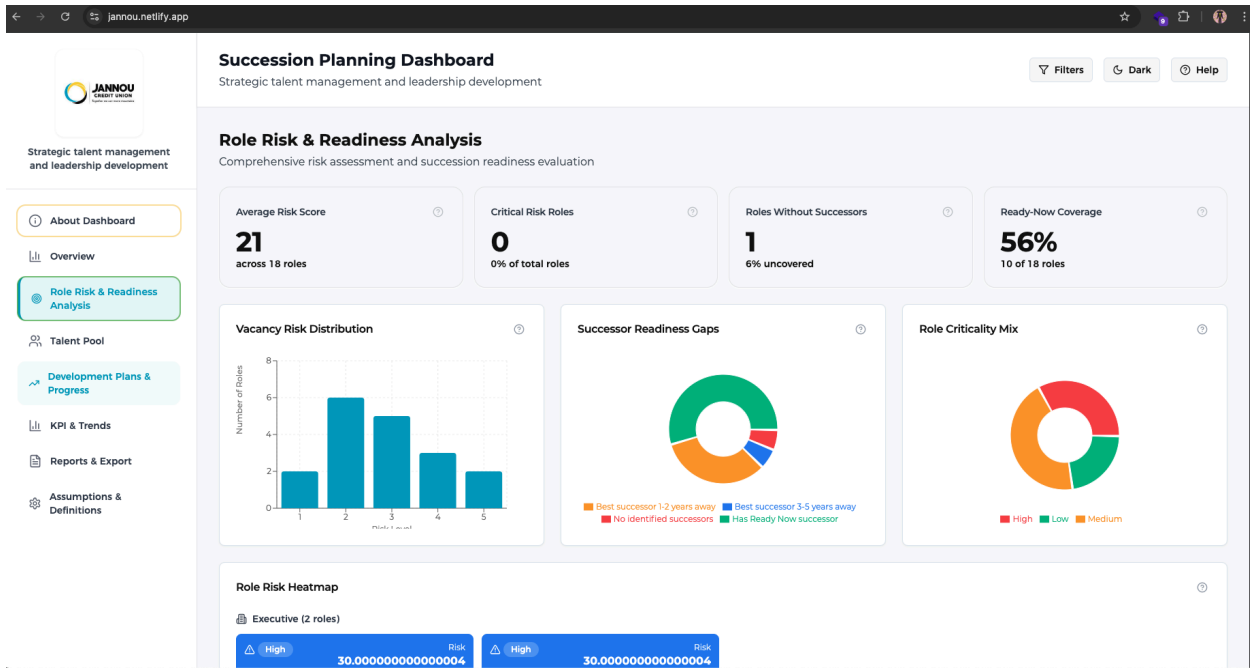 jannou.netlify.app
9
JANNOU
CREDIT UNION
Strategic talent management
and leadership development
About Dashboard
Overview
Role Risk & Readiness
Analysis
Talent Pool
Development Plans &
Progress
KPI & Trends
Reports & Export
Assumptions &
Definitions
Succession Planning Dashboard
Strategic talent management and leadership development
Filters
Dark
Help
Role Risk & Readiness Analysis
Comprehensive risk assessment and succession readiness evaluation
Average Risk Score
21
across 18 roles
Critical Risk Roles
0
0% of total roles
Roles Without Successors
1
6% uncovered
Ready-Now Coverage
56%
10 of 18 roles
Vacancy Risk Distribution
Number of Roles
8
6
4
2
0
1 2 3 4 5
Risk Level
Successor Readiness Gaps
Best successor 1-2 years away Best successor 3-5 years away
No identified successors Has Ready Now successor
Role Criticality Mix
High Low Medium
Role Risk Heatmap
Executive (2 roles)
High Risk
30.000000000000004
High Risk
30.000000000000004